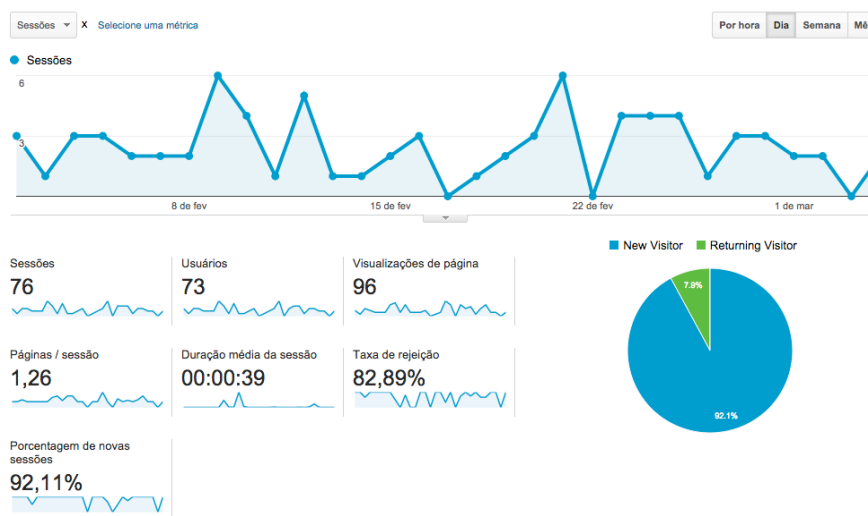 Sessões x Selecione uma métrica
Por hora Dia Semana Mê
Sessões
6
3
8 de fev 15 de fev 22 de fev 1 de mar
New Visitor Returning Visitor
Sessões Usuários Visualizações de página
76 73 96
Páginas / sessão Duração média da sessão Taxa de rejeição
1,26 00:00:39 82,89%
Porcentagem de novas
sessões
92,11%
7.9%
92.1%